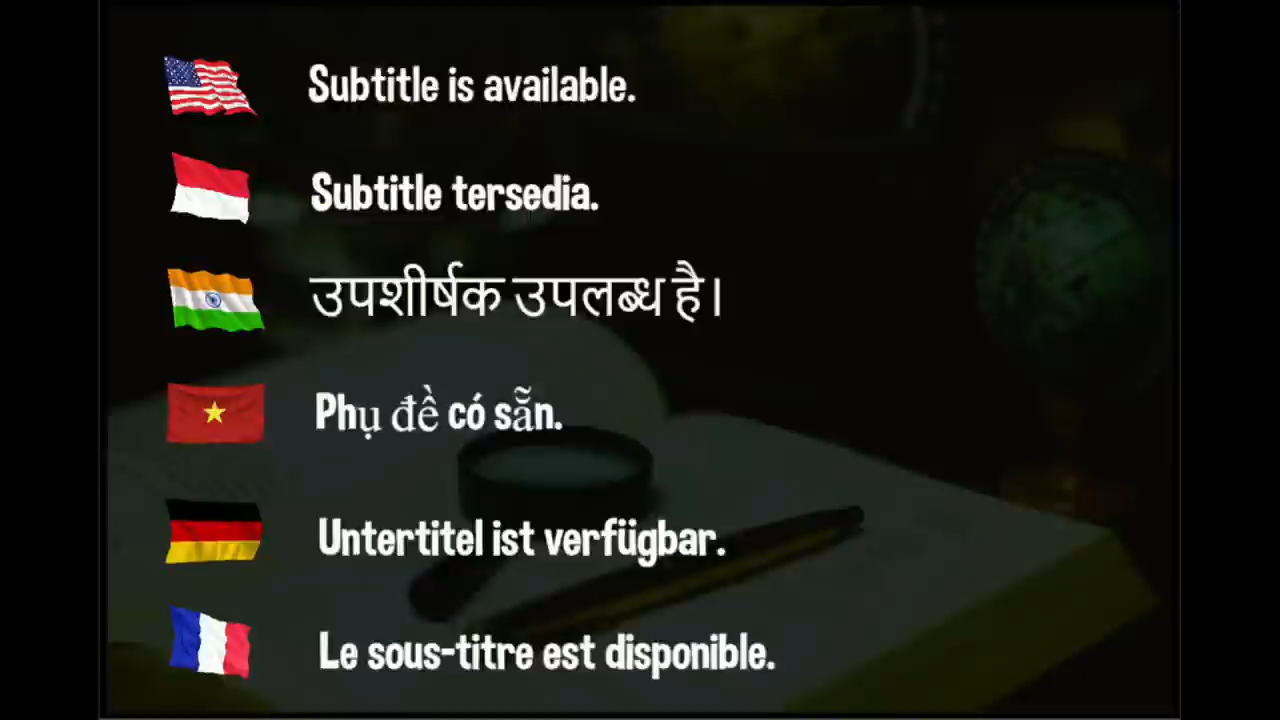 Subtitle is available.
Subtitle tersedia.
उपशीर्षक उपलब्ध है।
Phụ đề có sẵn.
Untertitel ist verfügbar.
Le sous-titre est disponible.